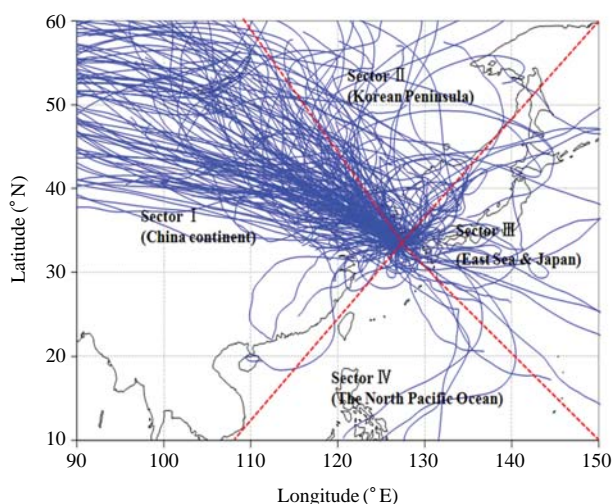 60
50
40
30
20
10
Latitude (°N)
Sector Ⅱ
(Korean Peninsula)
Sector Ⅰ
(China continent)
Sector Ⅲ
(East Sea & Japan)
Sector Ⅳ
(The North Pacific Ocean)
90 100 110 120 130 140 150
Longitude (°E)